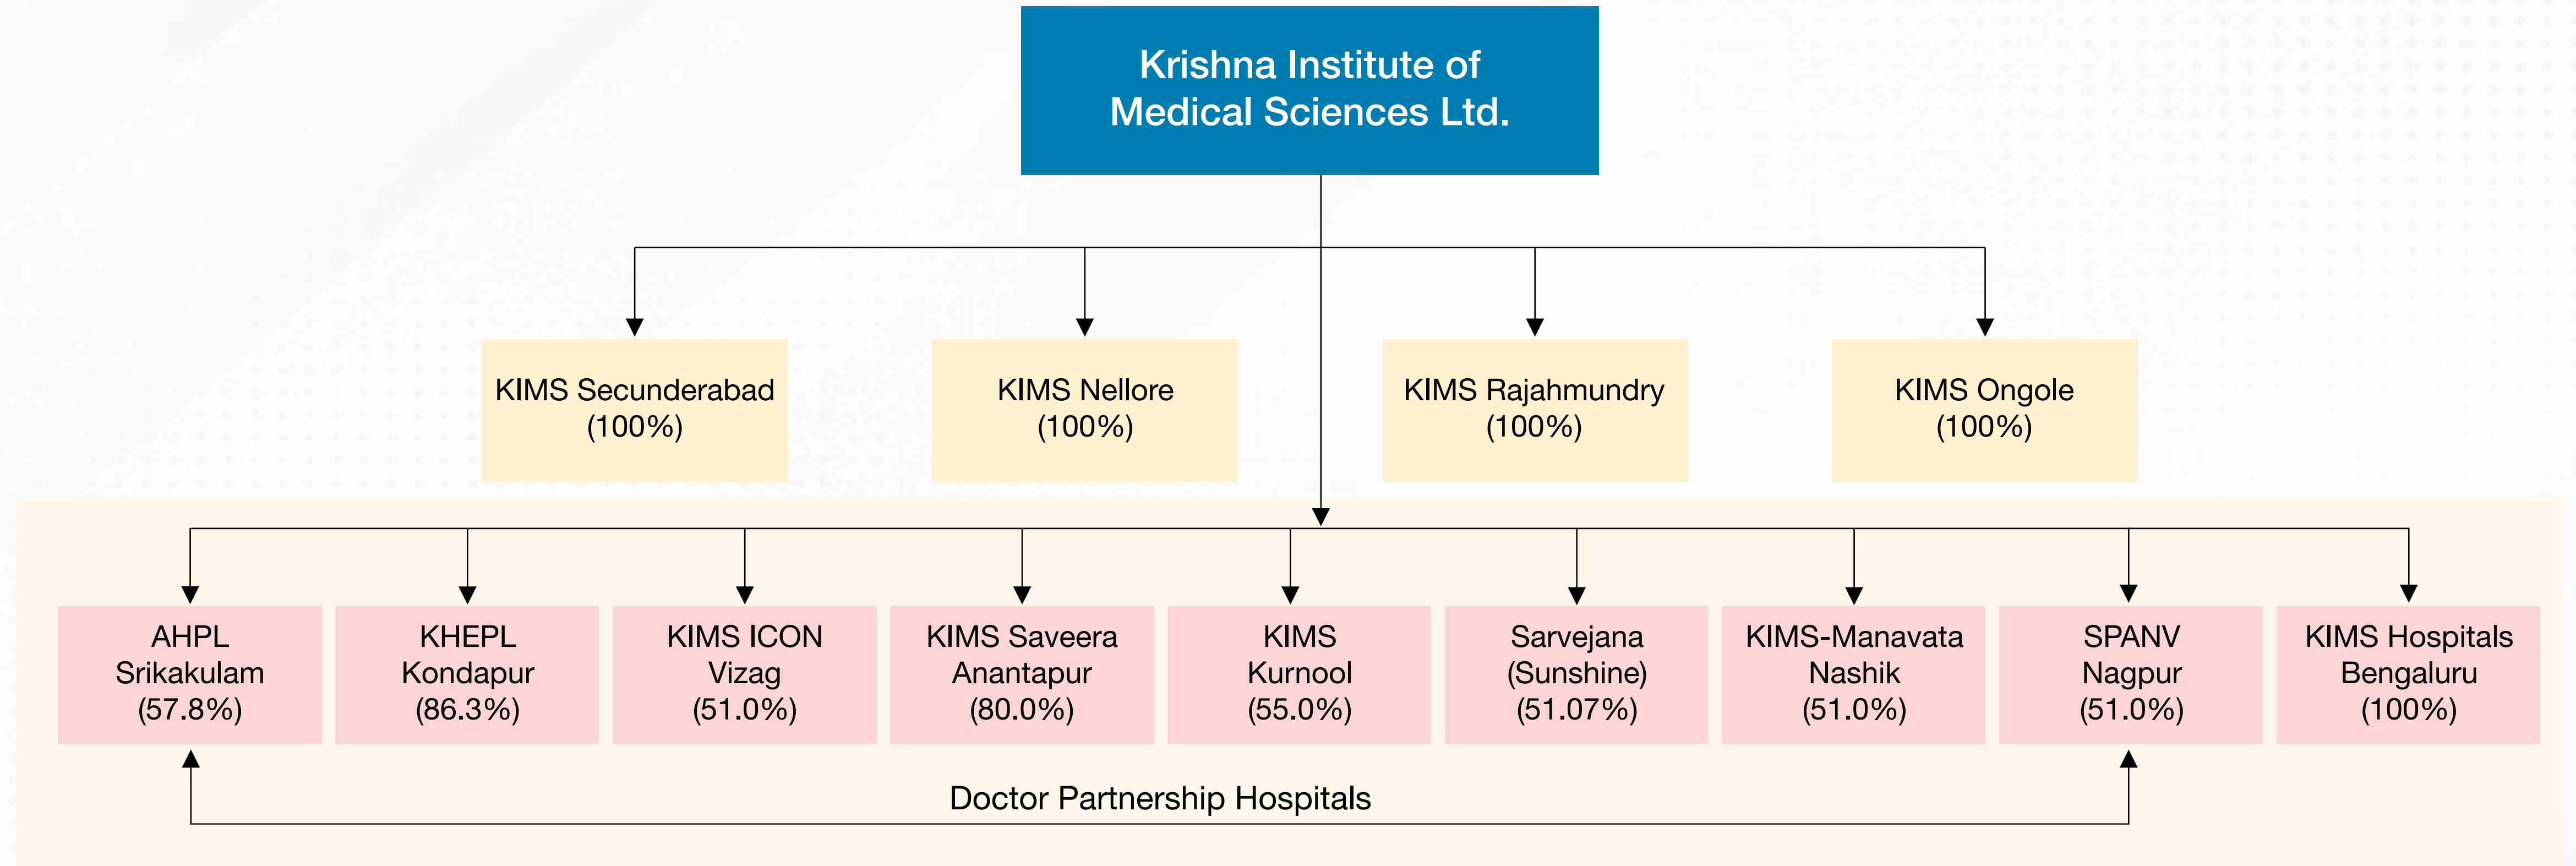 Krishna Institute of
Medical Sciences Ltd.
KIMS Secunderabad
(100%)
KIMS Nellore
(100%)
KIMS Rajahmundry
(100%)
KIMS Ongole
(100%)
AHPL
Srikakulam
(57.8%)
KHEPL
Kondapur
(86.3%)
KIMS ICON
Vizag
(51.0%)
KIMS Saveera
Anantapur
(80.0%)
KIMS
Kurnool
(55.0%)
Sarvejana
(Sunshine)
(51.07%)
KIMS-Manavata
Nashik
(51.0%)
SPANV
Nagpur
(51.0%)
KIMS Hospitals
Bengaluru
(100%)
Doctor Partnership Hospitals